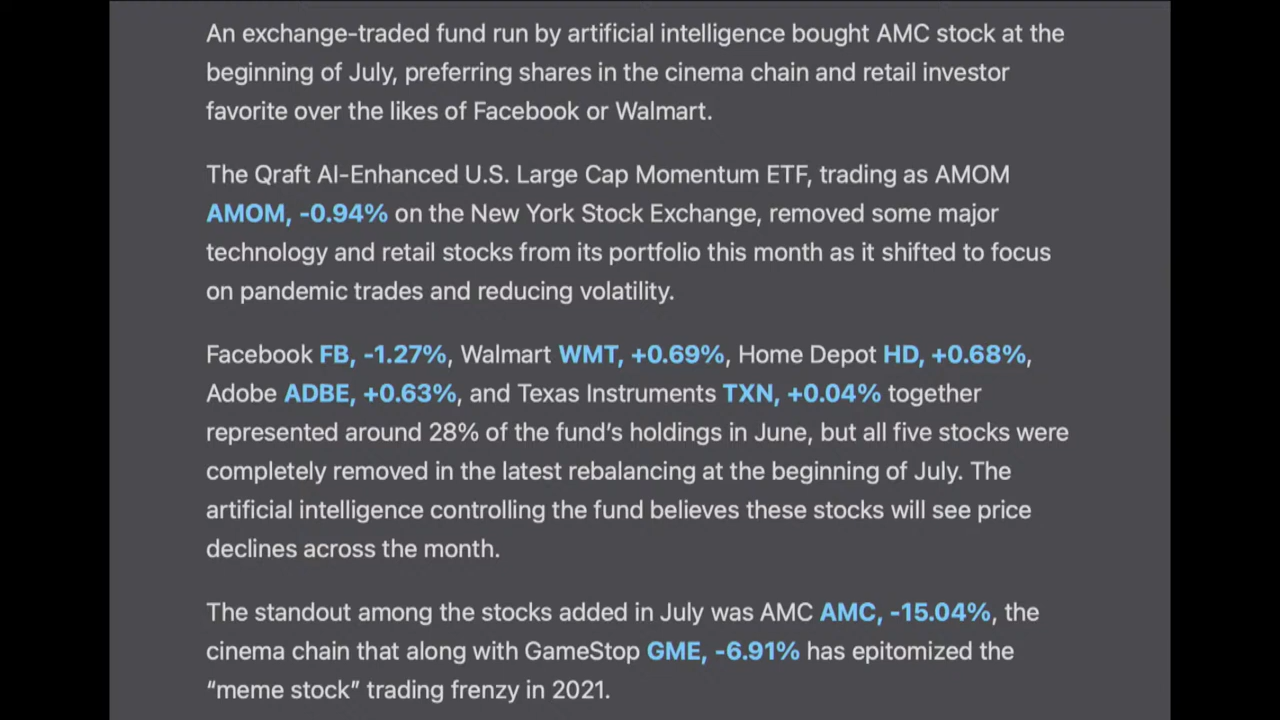 An exchange-traded fund run by artificial intelligence bought AMC stock at the
beginning of July, preferring shares in the cinema chain and retail investor
favorite over the likes of Facebook or Walmart.
The Qraft AI-Enhanced U.S. Large Cap Momentum ETF, trading as AMOM
AMOM, -0.94% on the New York Stock Exchange, removed some major
technology and retail stocks from its portfolio this month as it shifted to focus
on pandemic trades and reducing volatility.
Facebook FB, -1.27%, Walmart WMT, +0.69%, Home Depot HD, +0.68%,
Adobe ADBE, +0.63%, and Texas Instruments TXN, +0.04% together
represented around 28% of the fund’s holdings in June, but all five stocks were
completely removed in the latest rebalancing at the beginning of July. The
artificial intelligence controlling the fund believes these stocks will see price
declines across the month.
The standout among the stocks added in July was AMC AMC, -15.04%, the
cinema chain that along with GameStop GME, -6.91% has epitomized the
“meme stock” trading frenzy in 2021.